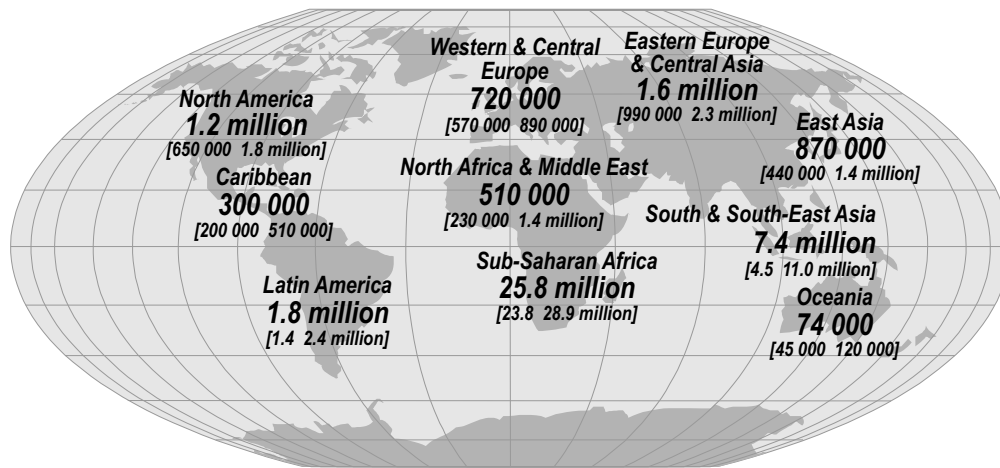 Western & Central
Europe
720 000
[570 000 890 000]
Eastern Europe
& Central Asia
1.6 million
[990 000 2.3 million]
North America
1.2 million
[650 000 1.8 million]
East Asia
870 000
[440 000 1.4 million]
Caribbean
300 000
[200 000 510 000]
North Africa & Middle East
510 000
[230 000 1.4 million]
South & South-East Asia
7.4 million
[4.5 11.0 million]
Sub-Saharan Africa
25.8 million
[23.8 28.9 million]
Latin America
1.8 million
[1.4 2.4 million]
Oceania
74 000
[45 000 120 000]